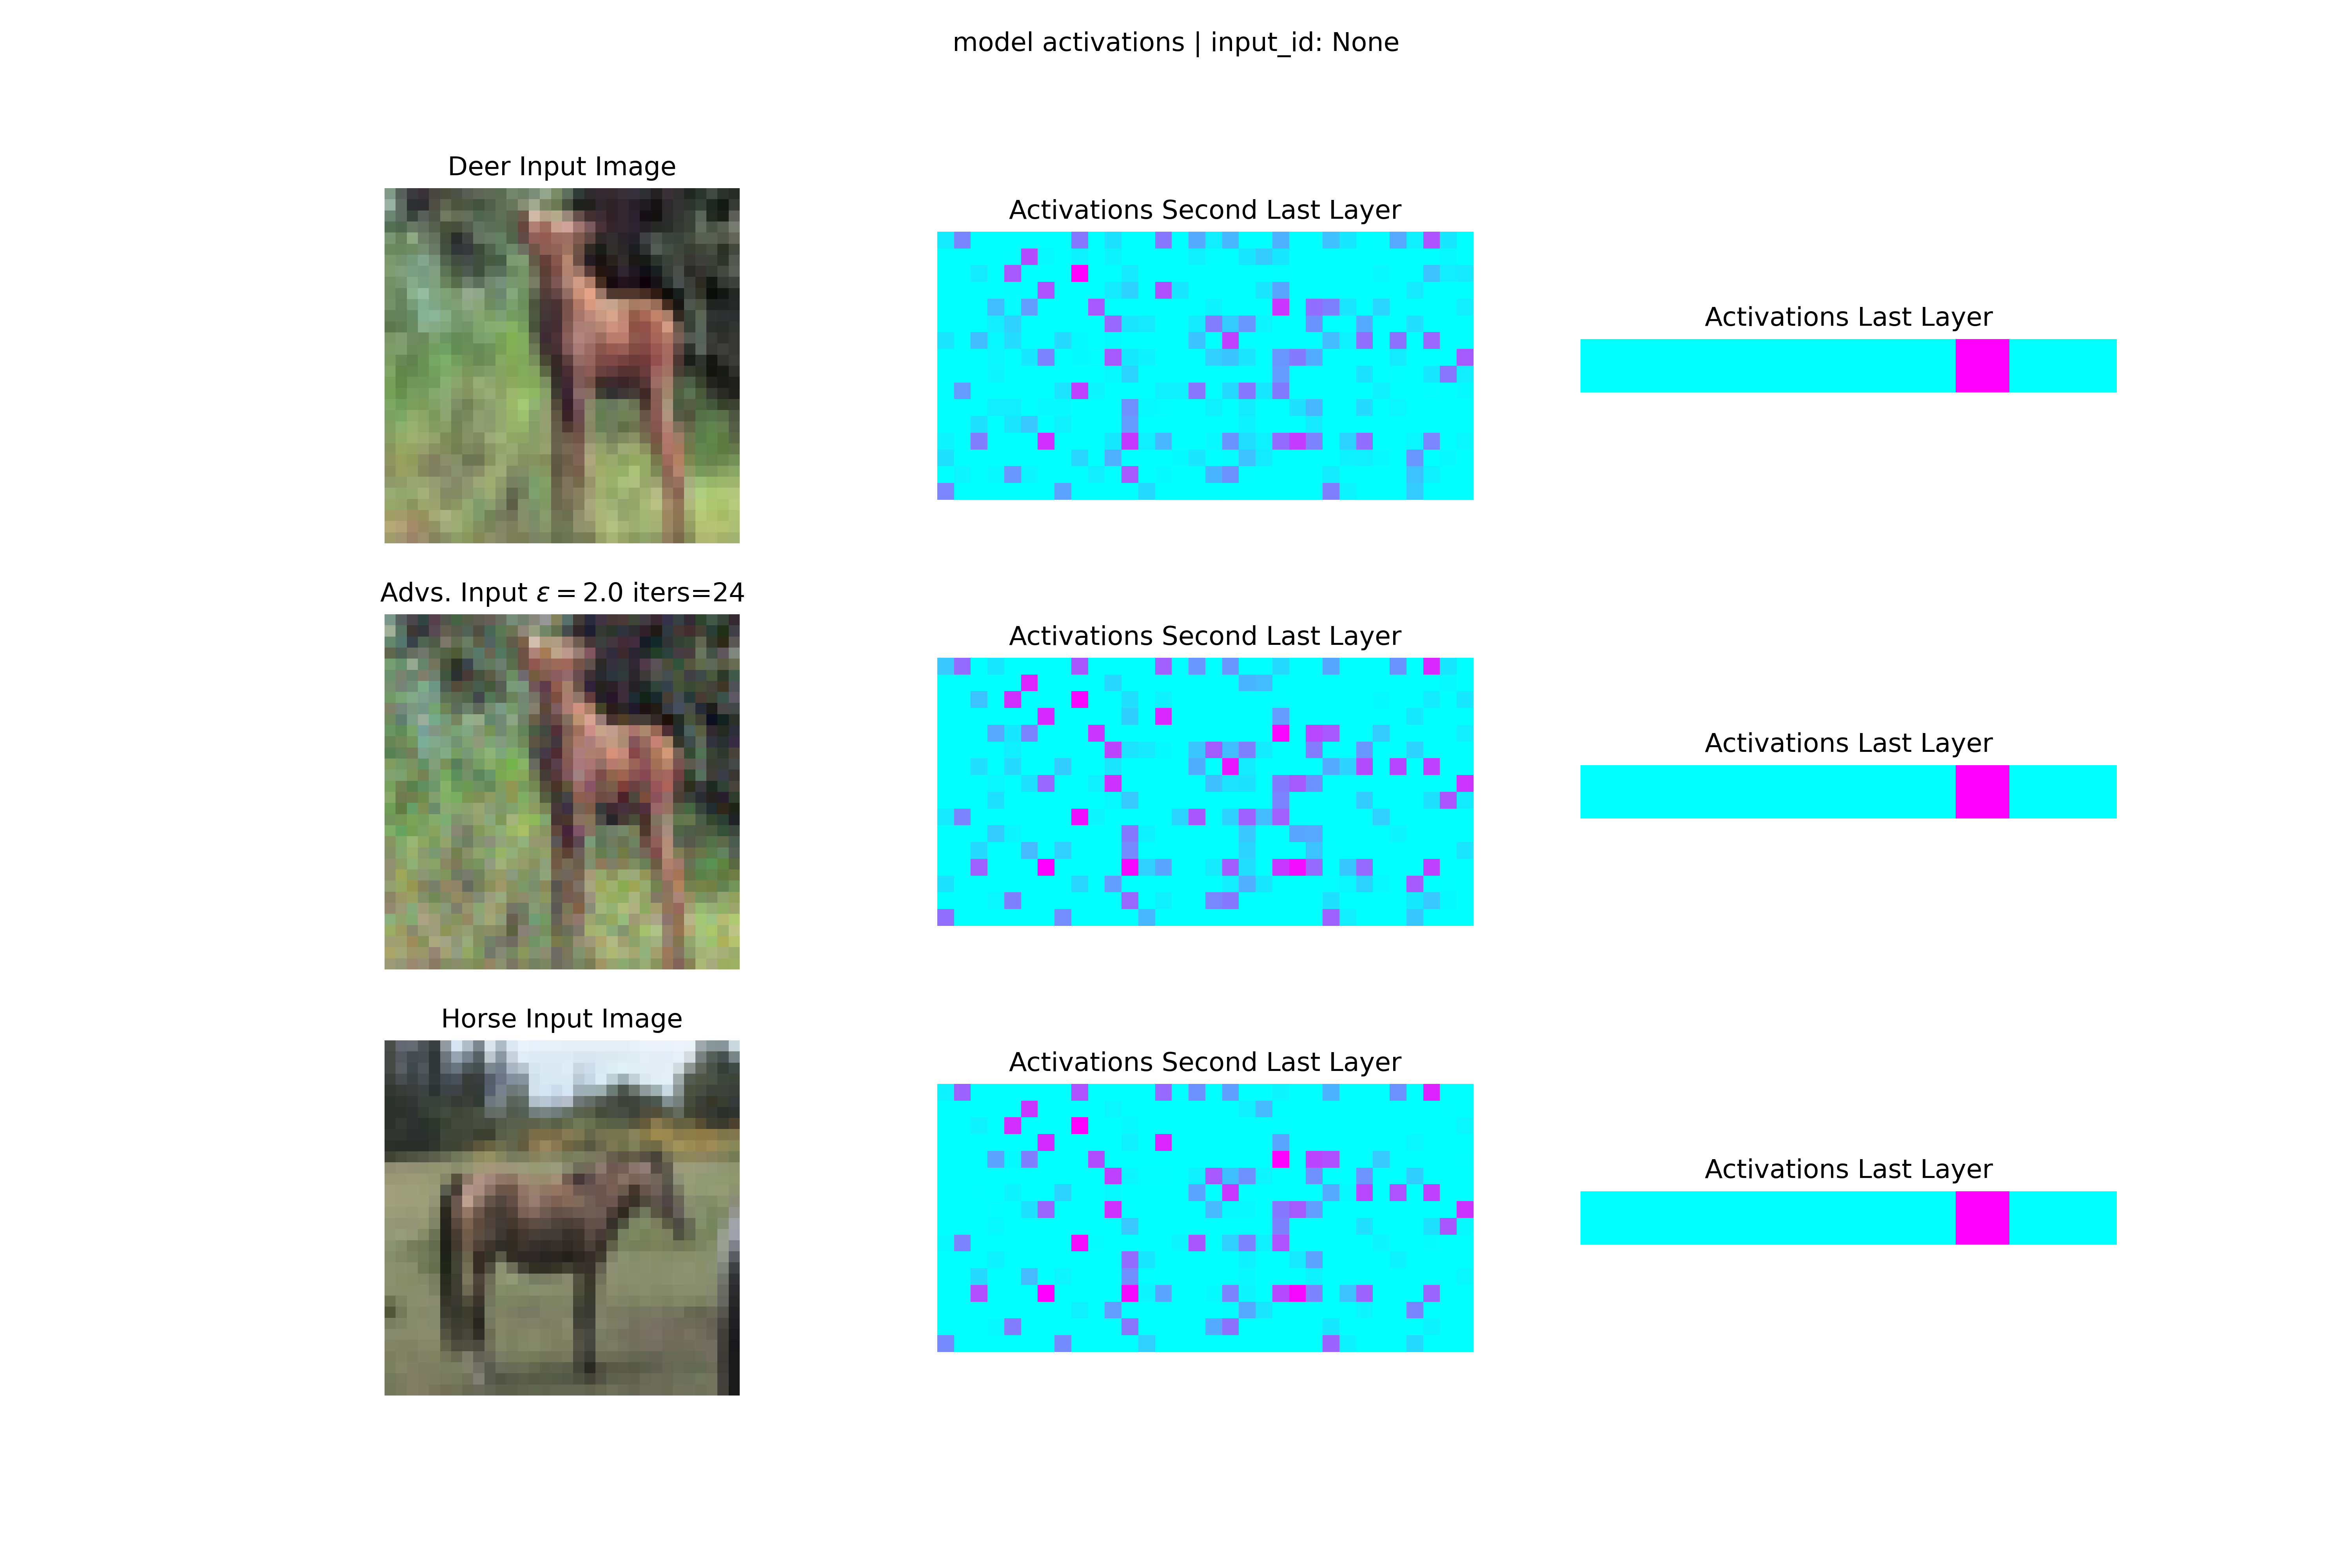 model activations | input_id: None
Deer Input Image
Activations Second Last Layer
Activations Last Layer
Advs. Input ε = 2.0 iters=24
Activations Second Last Layer
Activations Last Layer
Horse Input Image
Activations Second Last Layer
Activations Last Layer